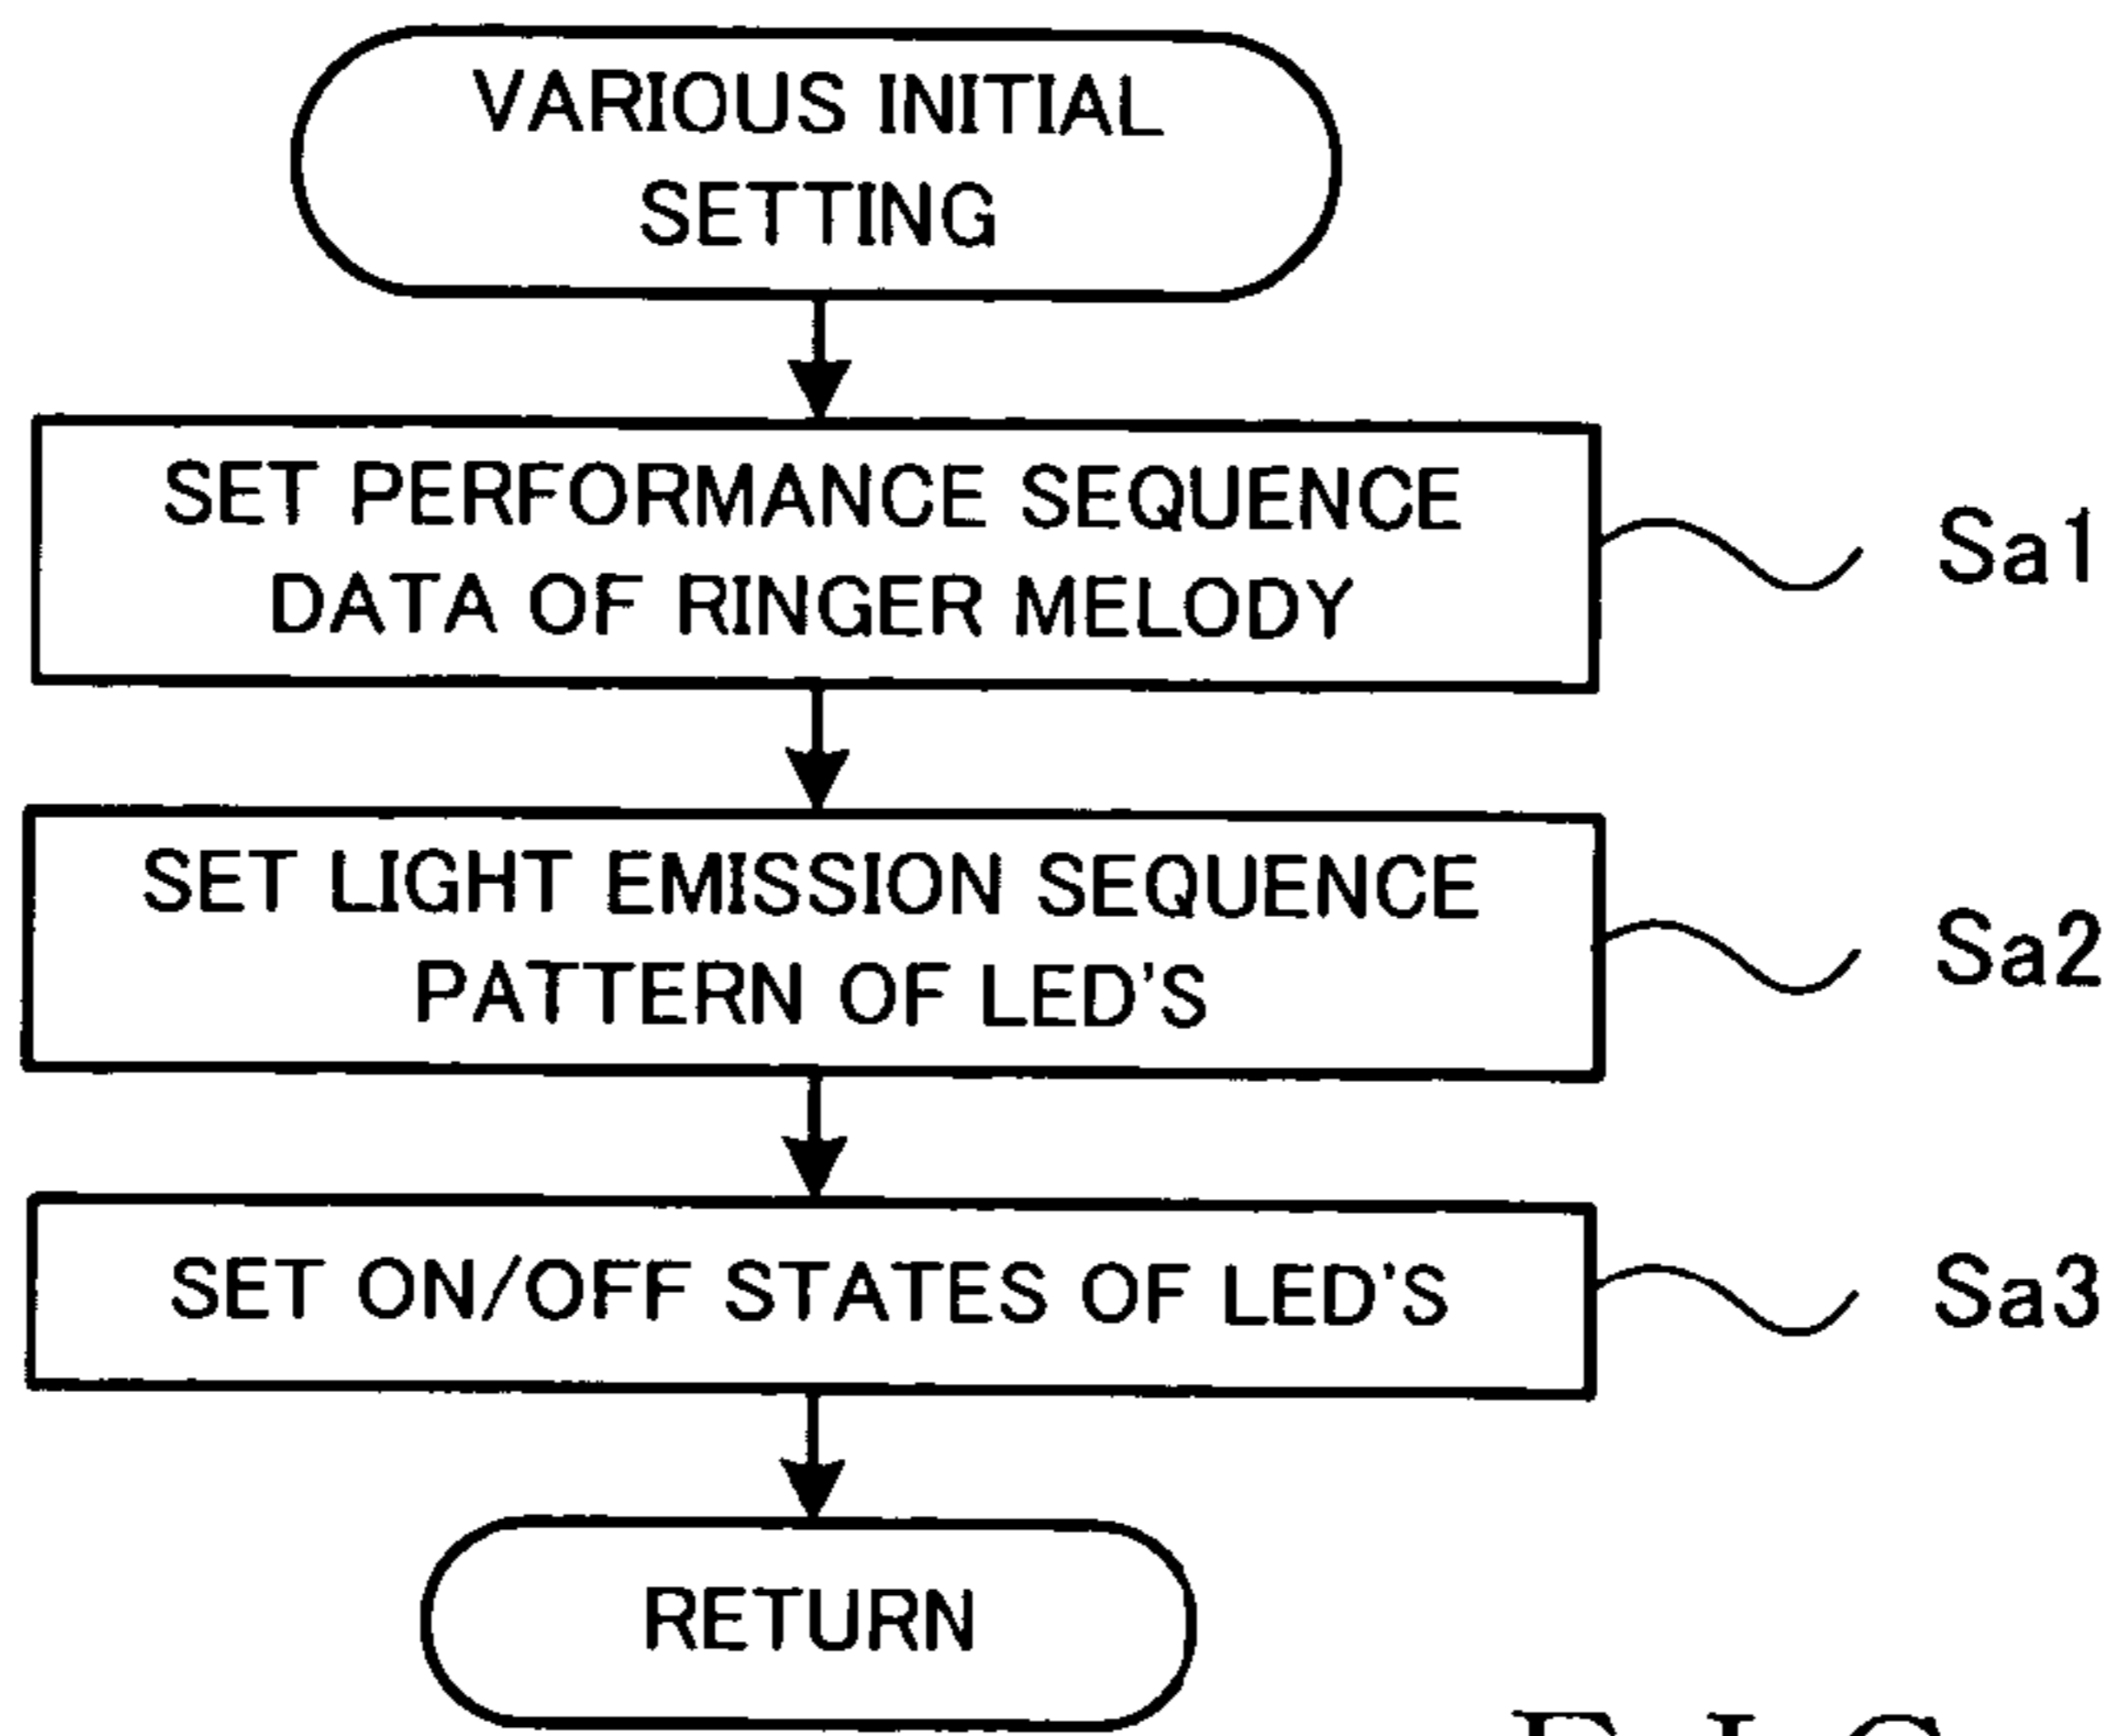 VARIOUS INITIAL
SETTING
SET PERFORMANCE SEQUENCE
DATA OF RINGER MELODY
Sa1
SET LIGHT EMISSION SEQUENCE
PATTERN OF LED'S
Sa2
SET ON/OFF STATES OF LED'S
Sa3
RETURN